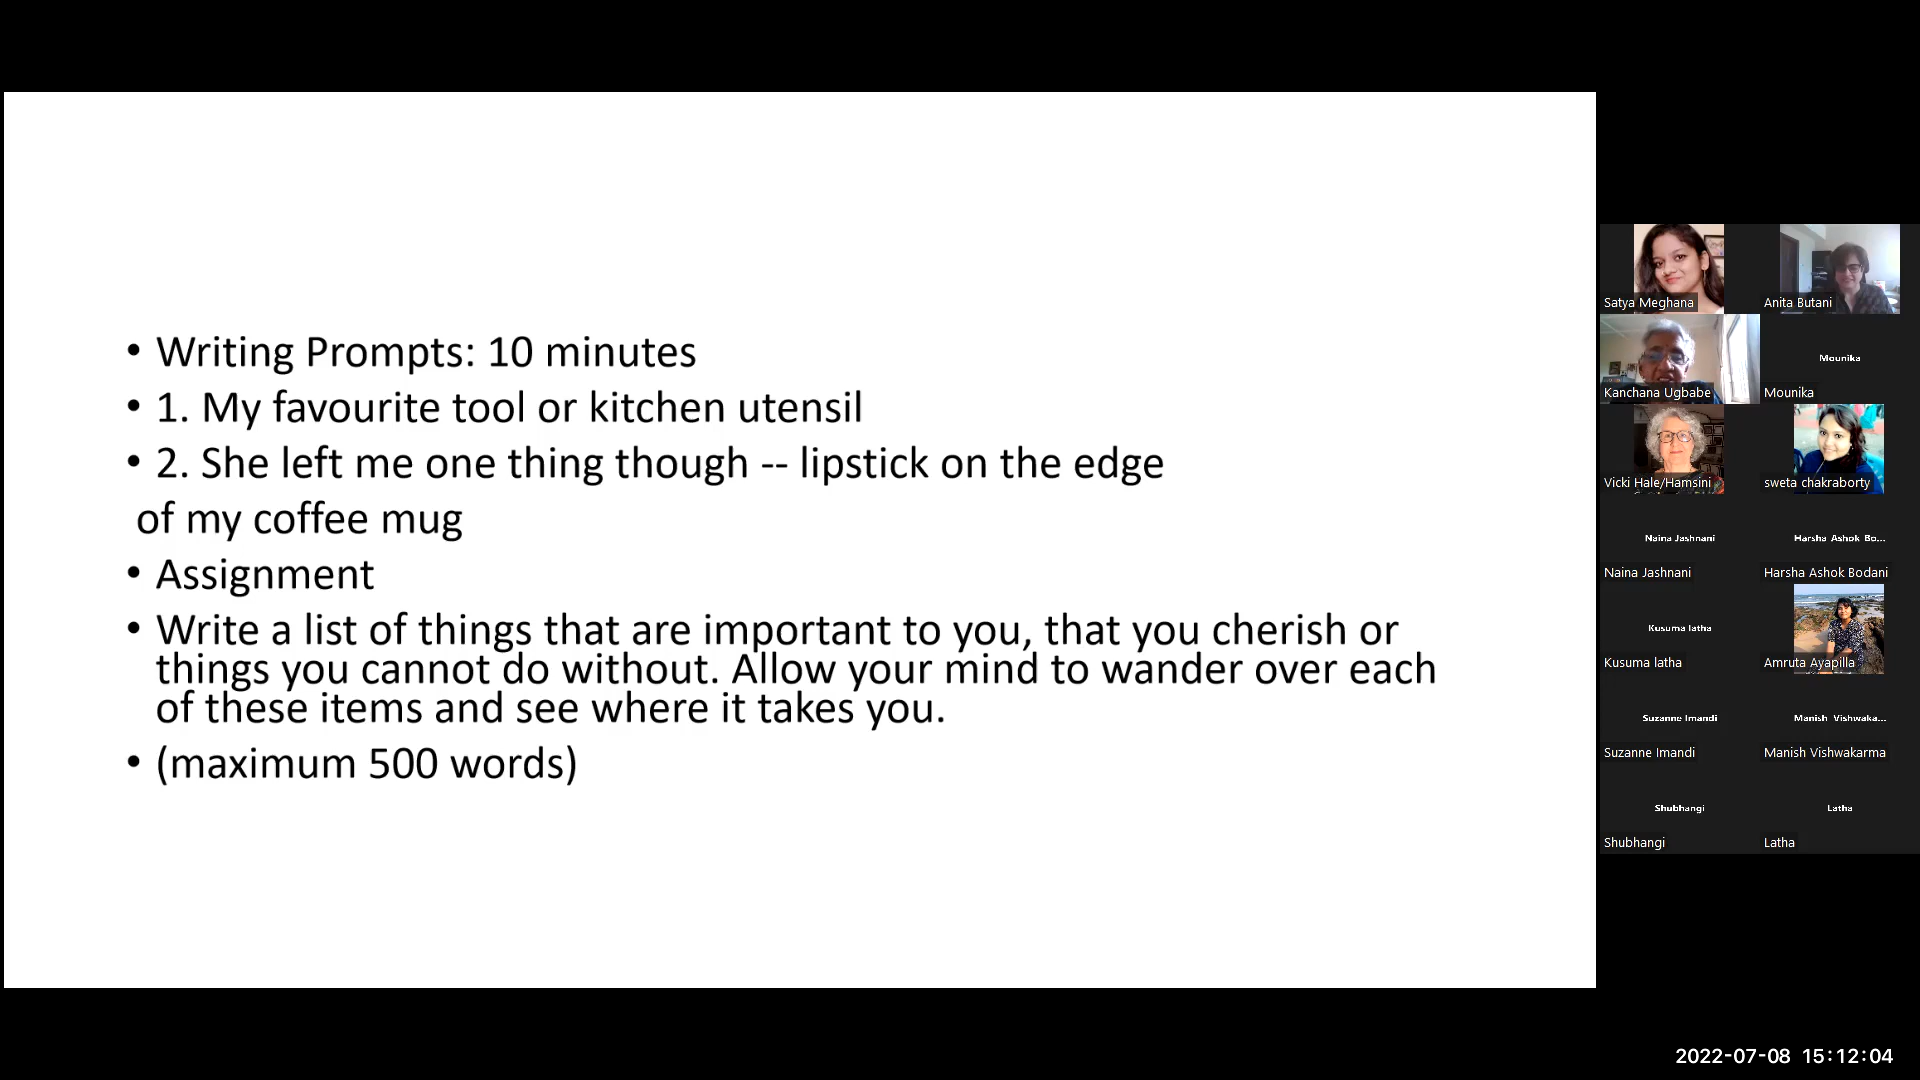 • Writing Prompts: 10 minutes
• 1. My favourite tool or kitchen utensil
• 2. She left me one thing though -- lipstick on the edge
of my coffee mug
• Assignment
• Write a list of things that are important to you, that you cherish or
things you cannot do without. Allow your mind to wander over each
of these items and see where it takes you.
• (maximum 500 words)
Satya Meghana
Anita Butani
Kanchana Ugbabe
Mounika
Mounika
Vicki Hale/Hamsini
sweta chakraborty
Naina Jashnani
Naina Jashnani
Harsha Ashok Bo...
Harsha Ashok Bodani
Kusuma latha
Kusuma latha
Amruta Ayapilla
Suzanne Imandi
Suzanne Imandi
Manish Vishwaka...
Manish Vishwakarma
Shubhangi
Shubhangi
Latha
Latha
2022-07-08 15:12:04